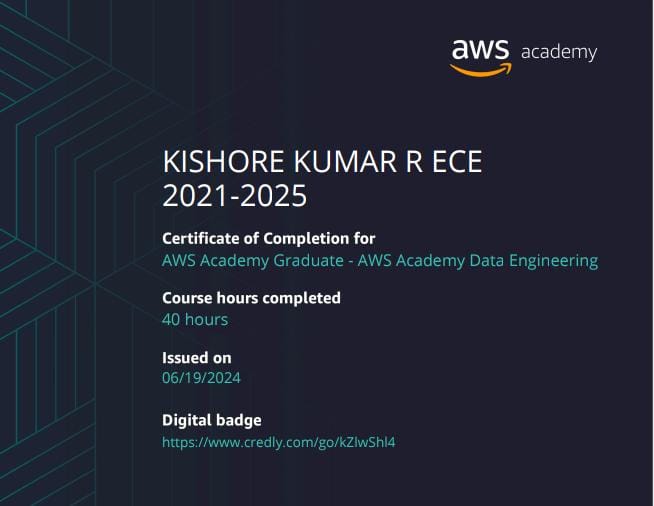 aws academy
KISHORE KUMAR R ECE
2021-2025
Certificate of Completion for
AWS Academy Graduate - AWS Academy Data Engineering
Course hours completed
40 hours
Issued on
06/19/2024
Digital badge
https://www.credly.com/go/kZlwShl4